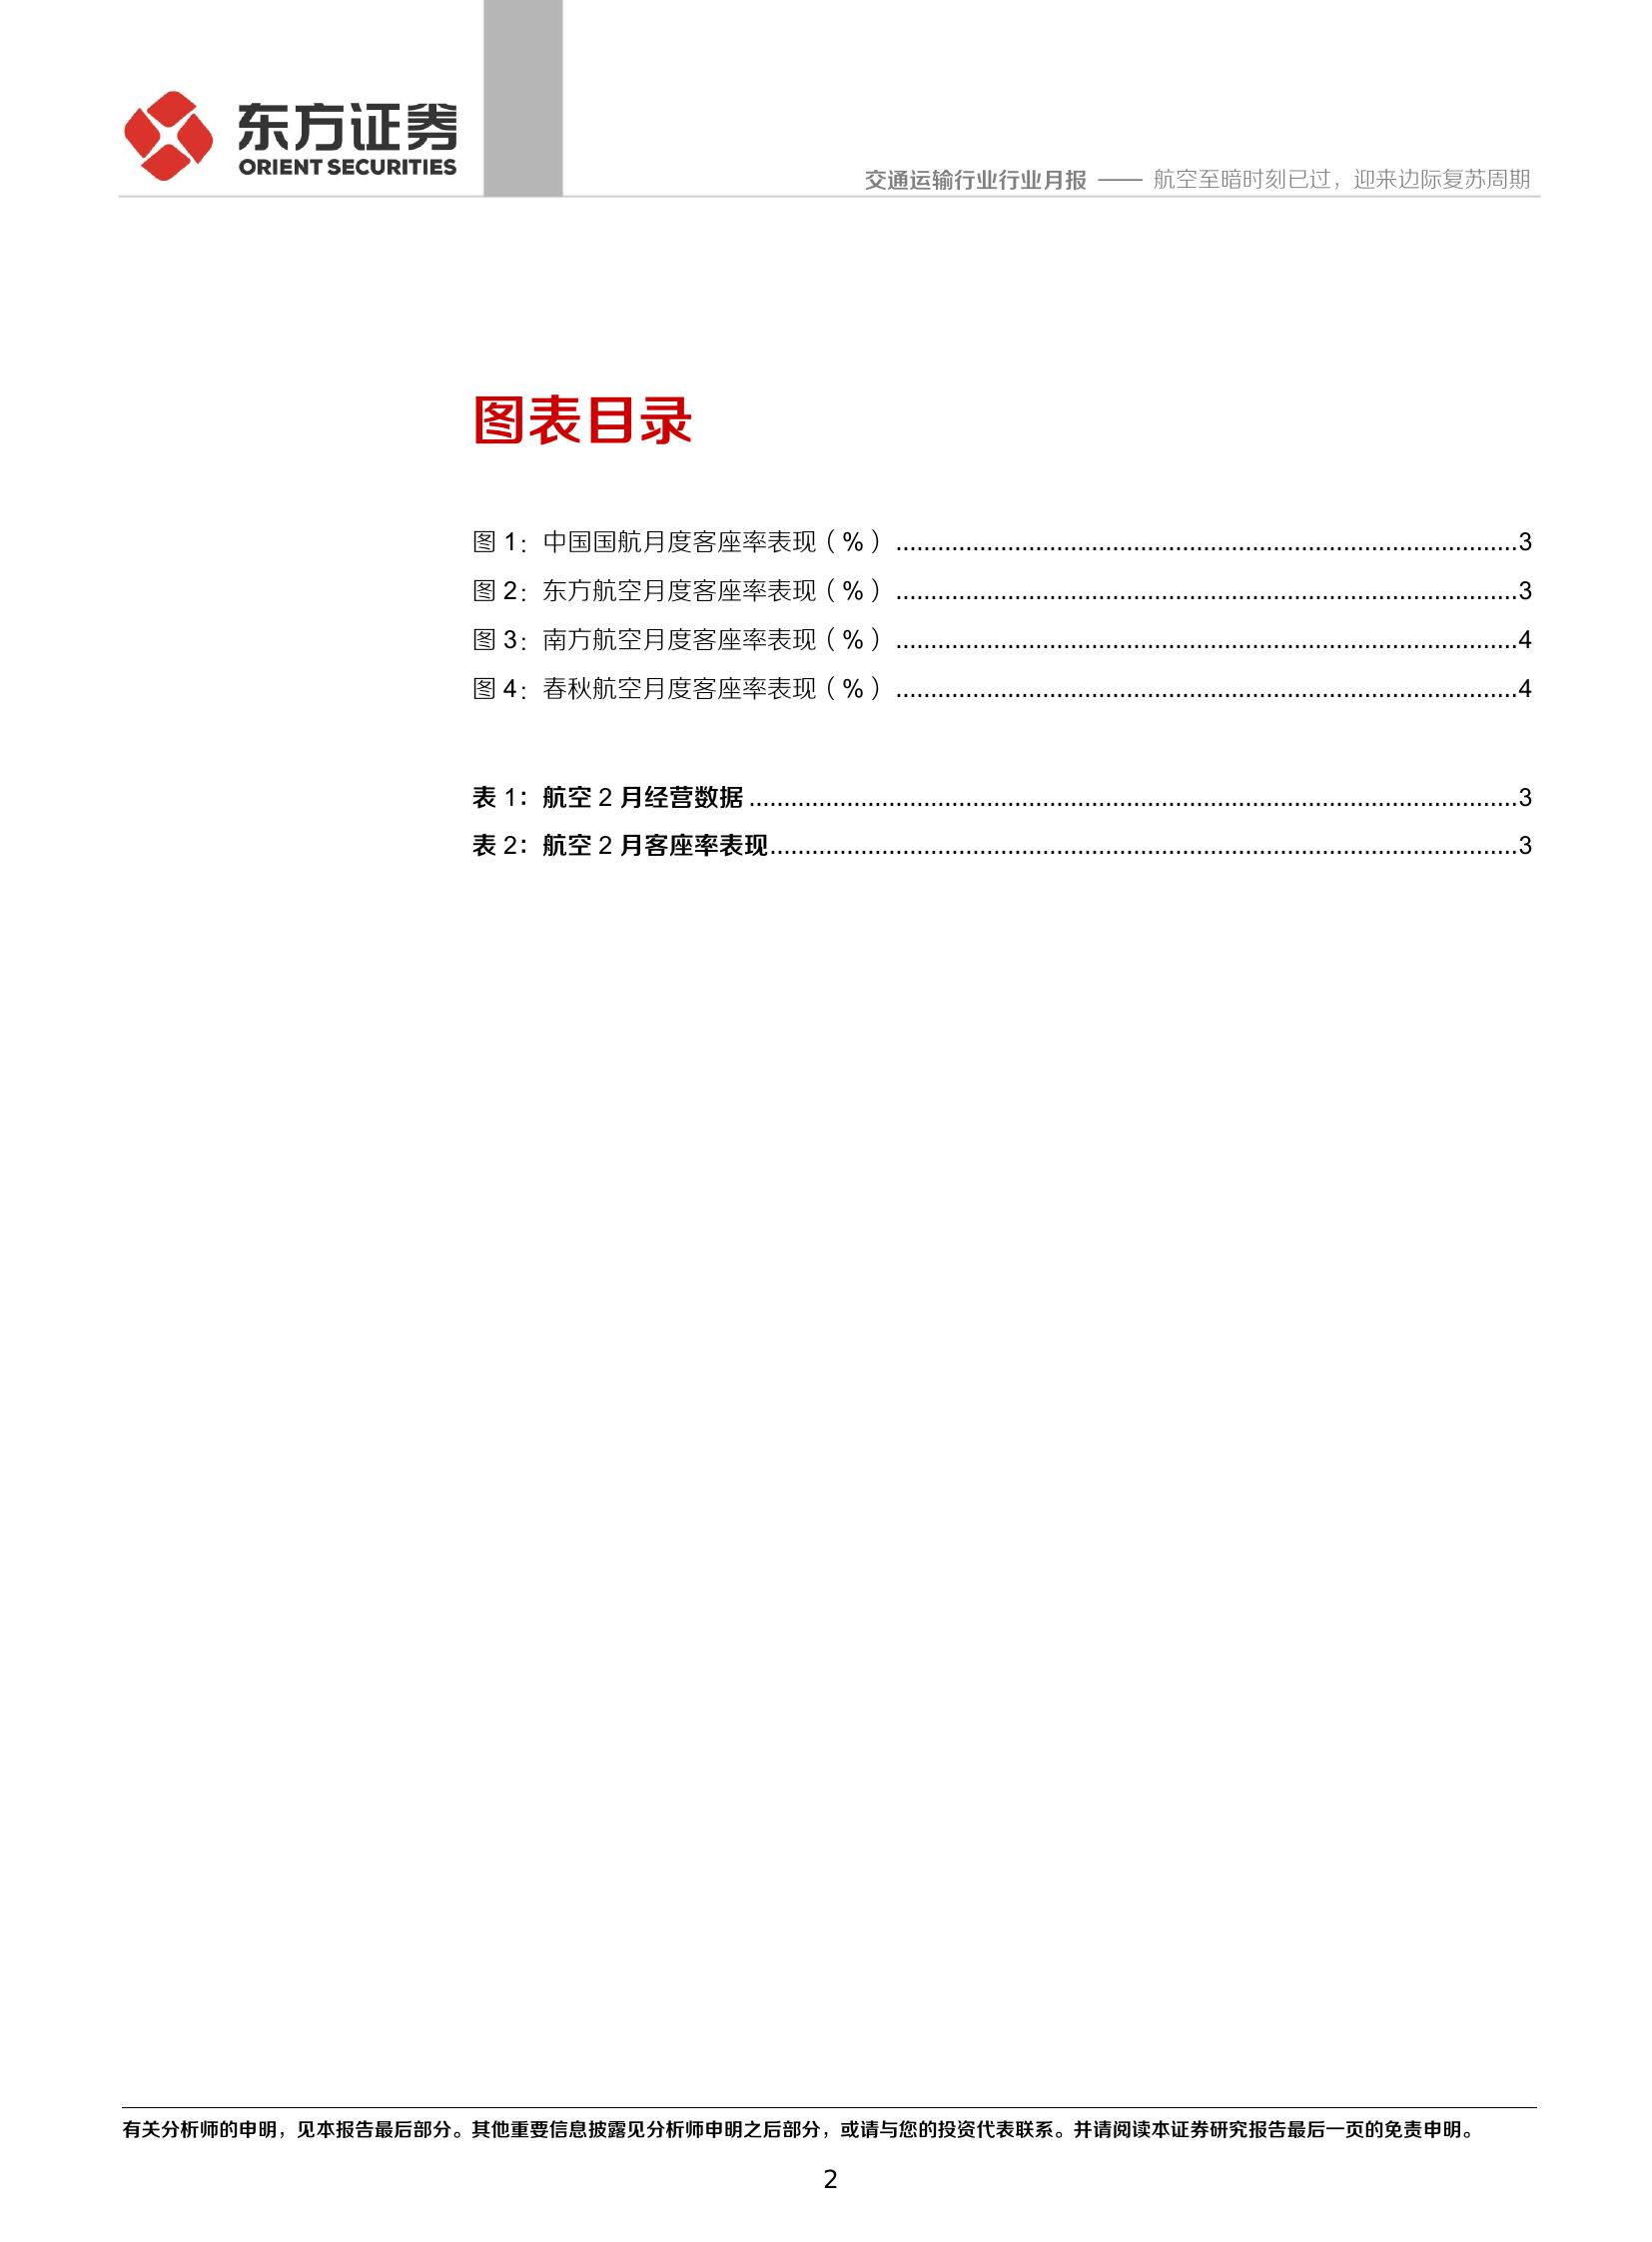 东方证券
ORIENT SECURITIES
交通运输行业行业月报 —— 航空至暗时刻已过，迎来边际复苏周期
图表目录
图 1：中国国航月度客座率表现（%）........................................................................................3
图 2：东方航空月度客座率表现（%）........................................................................................3
图 3：南方航空月度客座率表现（%）........................................................................................4
图 4：春秋航空月度客座率表现（%）........................................................................................4
表 1：航空 2 月经营数据.............................................................................................................3
表 2：航空 2 月客座率表现..........................................................................................................3
有关分析师的申明，见本报告最后部分。其他重要信息披露见分析师申明之后部分，或请与您的投资代表联系。并请阅读本证券研究报告最后一页的免责申明。
2